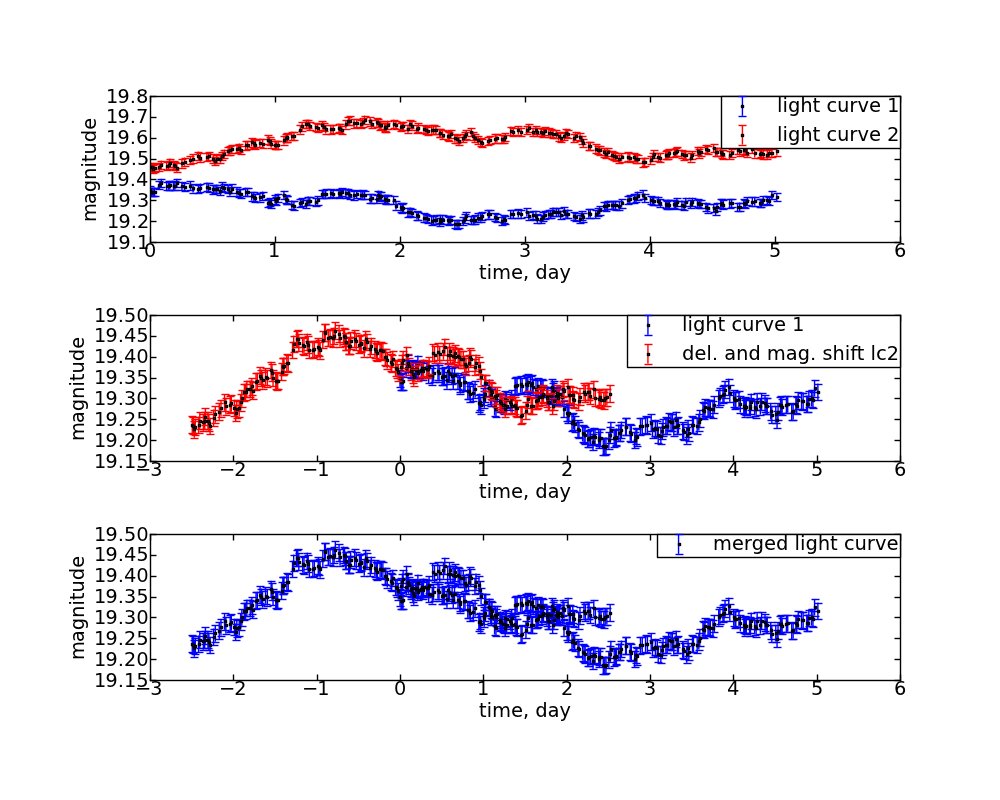 19.8
19.7
19.6
19.5
19.4
19.3
19.2
19.1
magnitude
light curve 1
light curve 2
0 1 2 3 4 5 6
time, day
19.50
19.45
19.40
19.35
19.30
19.25
19.20
19.15
magnitude
light curve 1
del. and mag. shift lc2
−3 −2 −1 0 1 2 3 4 5 6
time, day
19.50
19.45
19.40
19.35
19.30
19.25
19.20
19.15
magnitude
merged light curve
−3 −2 −1 0 1 2 3 4 5 6
time, day